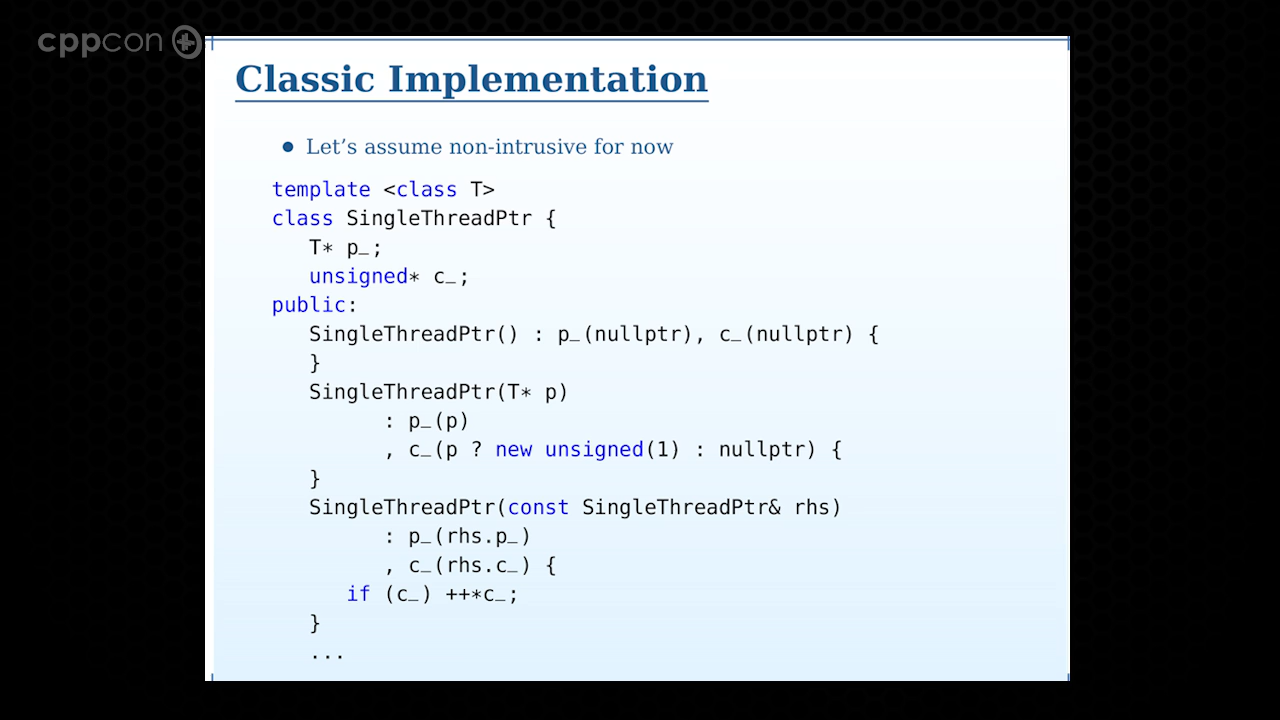 cppcon
Classic Implementation
• Let’s assume non-intrusive for now
template <class T>
class SingleThreadPtr {
   T* p_;
   unsigned* c_;
public:
   SingleThreadPtr() : p_(nullptr), c_(nullptr) {
   }
   SingleThreadPtr(T* p)
         : p_(p)
         , c_(p ? new unsigned(1) : nullptr) {
   }
   SingleThreadPtr(const SingleThreadPtr& rhs)
         : p_(rhs.p_)
         , c_(rhs.c_) {
      if (c_) ++*c_;
   }
   ...